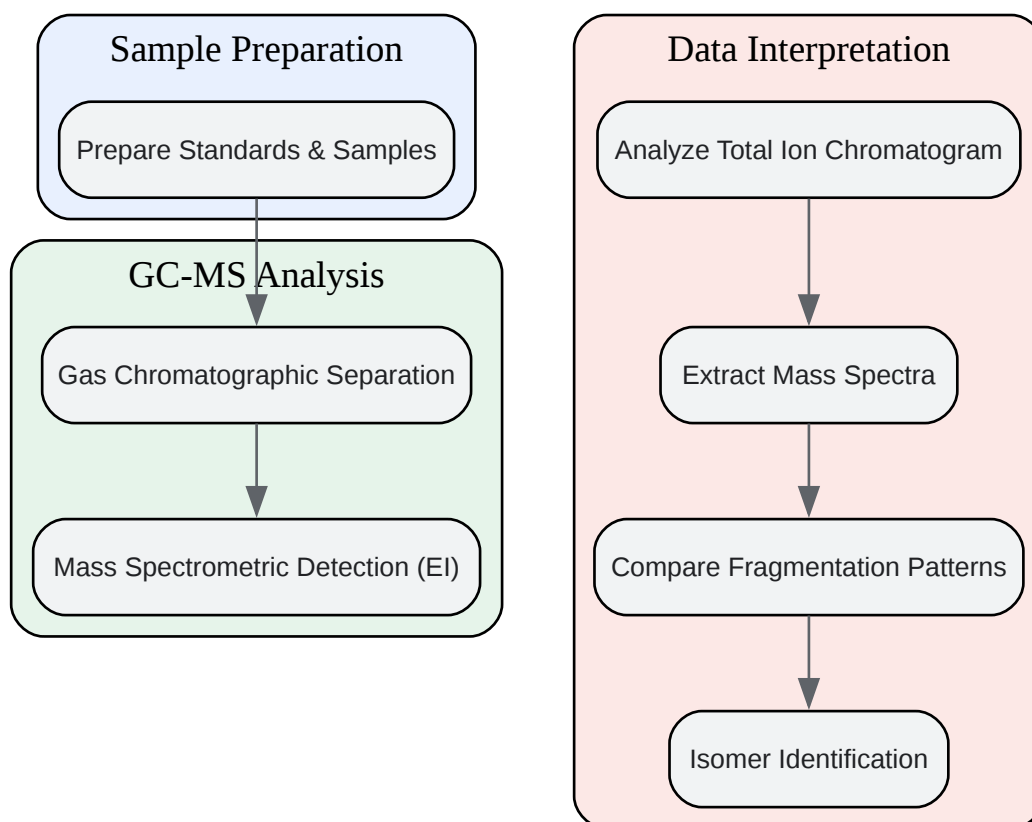 Sample Preparation
Prepare Standards & Samples
GC-MS Analysis
Gas Chromatographic Separation
Mass Spectrometric Detection (EI)
Data Interpretation
Analyze Total Ion Chromatogram
Extract Mass Spectra
Compare Fragmentation Patterns
Isomer Identification